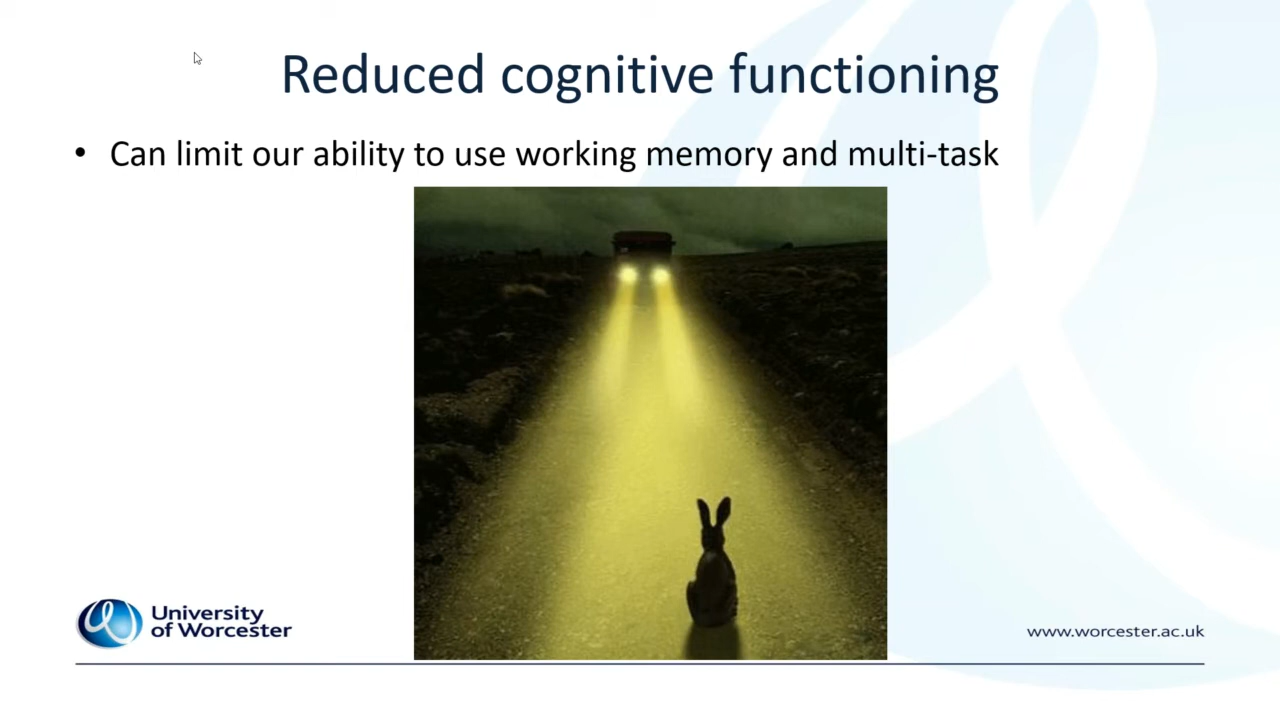 Reduced cognitive functioning
• Can limit our ability to use working memory and multi-task
University
of Worcester
www.worcester.ac.uk